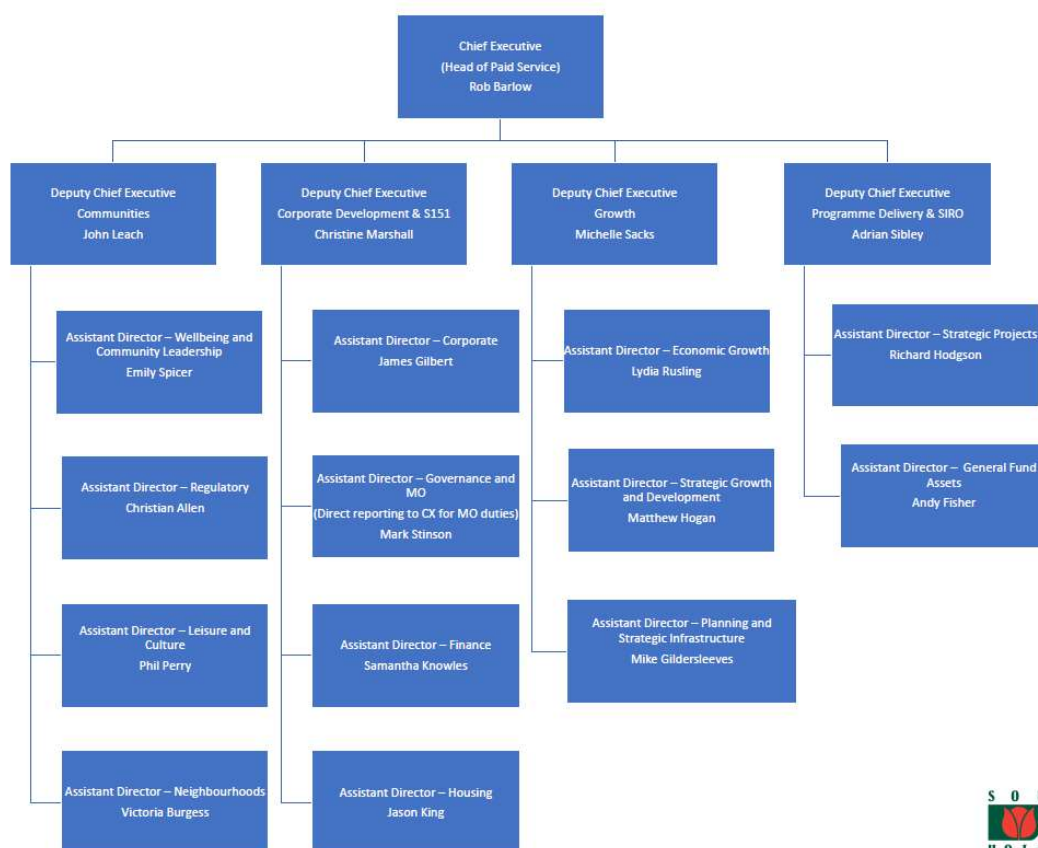 Chief Executive
(Head of Paid Service)
Rob Barlow
Deputy Chief Executive
Communities
John Leach
Deputy Chief Executive
Corporate Development & S151
Christine Marshall
Deputy Chief Executive
Growth
Michelle Sacks
Deputy Chief Executive
Programme Delivery & SIRO
Adrian Sibley
Assistant Director – Wellbeing and
Community Leadership
Emily Spicer
Assistant Director – Regulatory
Christian Allen
Assistant Director – Leisure and
Culture
Phil Perry
Assistant Director – Neighbourhoods
Victoria Burgess
Assistant Director – Corporate
James Gilbert
Assistant Director – Governance and
MO
(Direct reporting to CX for MO duties)
Mark Stinson
Assistant Director – Finance
Samantha Knowles
Assistant Director – Housing
Jason King
Assistant Director – Economic Growth
Lydia Rusling
Assistant Director – Strategic Growth
and Development
Matthew Hogan
Assistant Director – Planning and
Strategic Infrastructure
Mike Gildersleeves
Assistant Director – Strategic Projects
Richard Hodgson
Assistant Director – General Fund
Assets
Andy Fisher